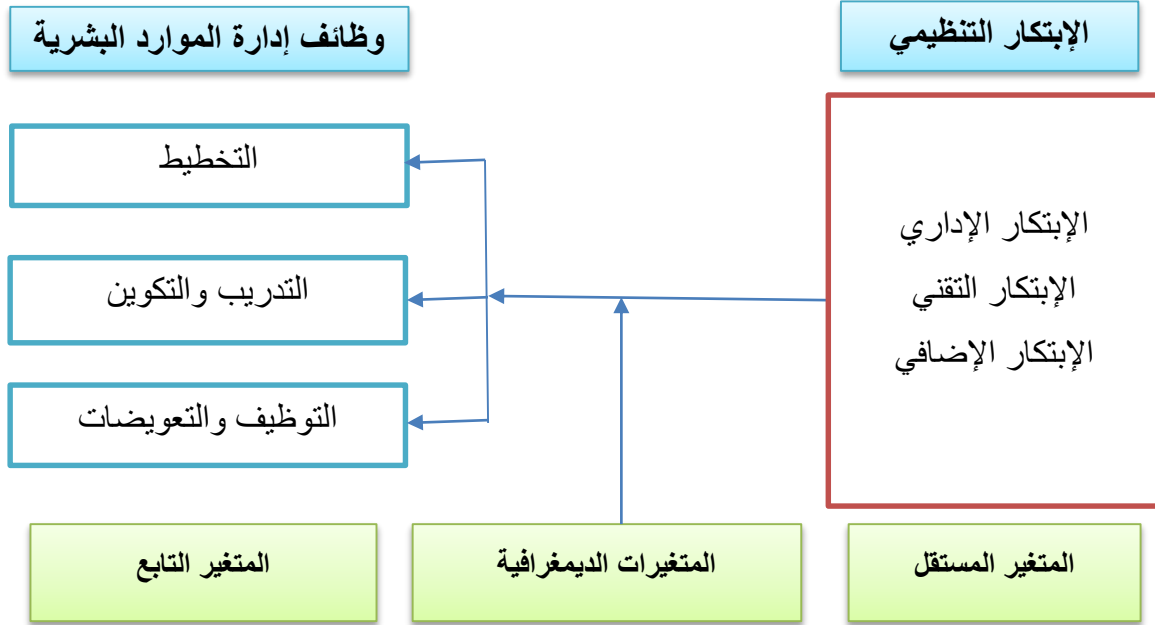 الإبتكار التنظيمي
وظائف إدارة الموارد البشرية
الإبتكار الإداري
الإبتكار التقني
الإبتكار الإضافي
التخطيط
التدريب والتكوين
التوظيف والتعويضات
المتغير المستقل
المتغيرات الديمغرافية
المتغير التابع